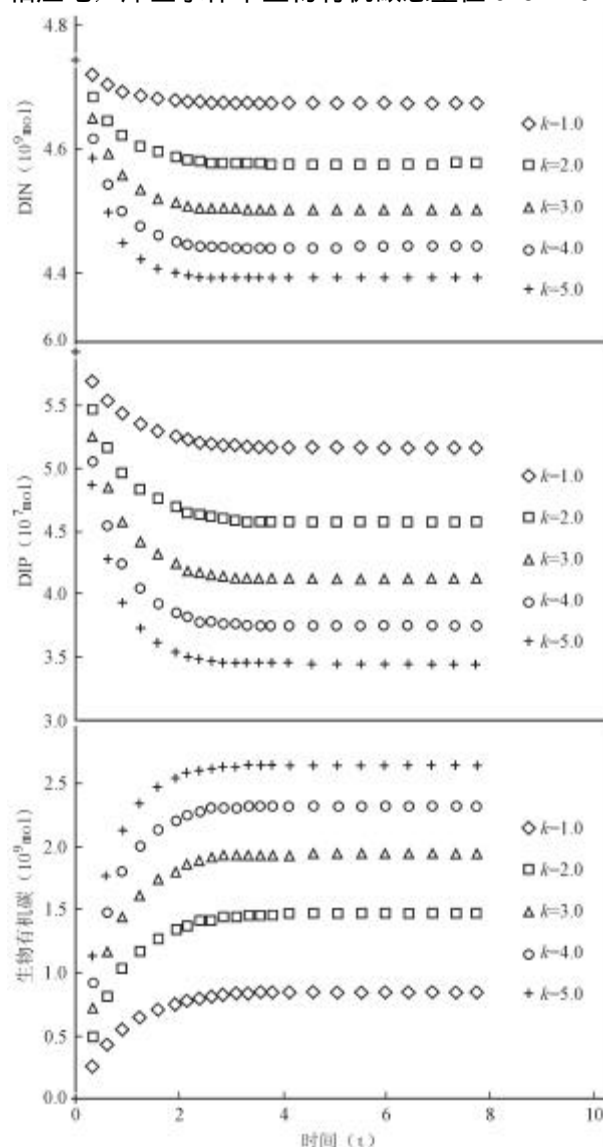 4.8
4.6
4.4
6.0
DIN (10⁹mol)
k=1.0
k=2.0
k=3.0
k=4.0
k=5.0
5.5
5.0
4.5
4.0
3.5
3.0
DIP (10⁷mol)
k=1.0
k=2.0
k=3.0
k=4.0
k=5.0
2.5
2.0
1.5
1.0
0.5
0.0
生物有机碳 (10⁹mol)
k=1.0
k=2.0
k=3.0
k=4.0
k=5.0
0 2 4 6 8 10
时间 (t)